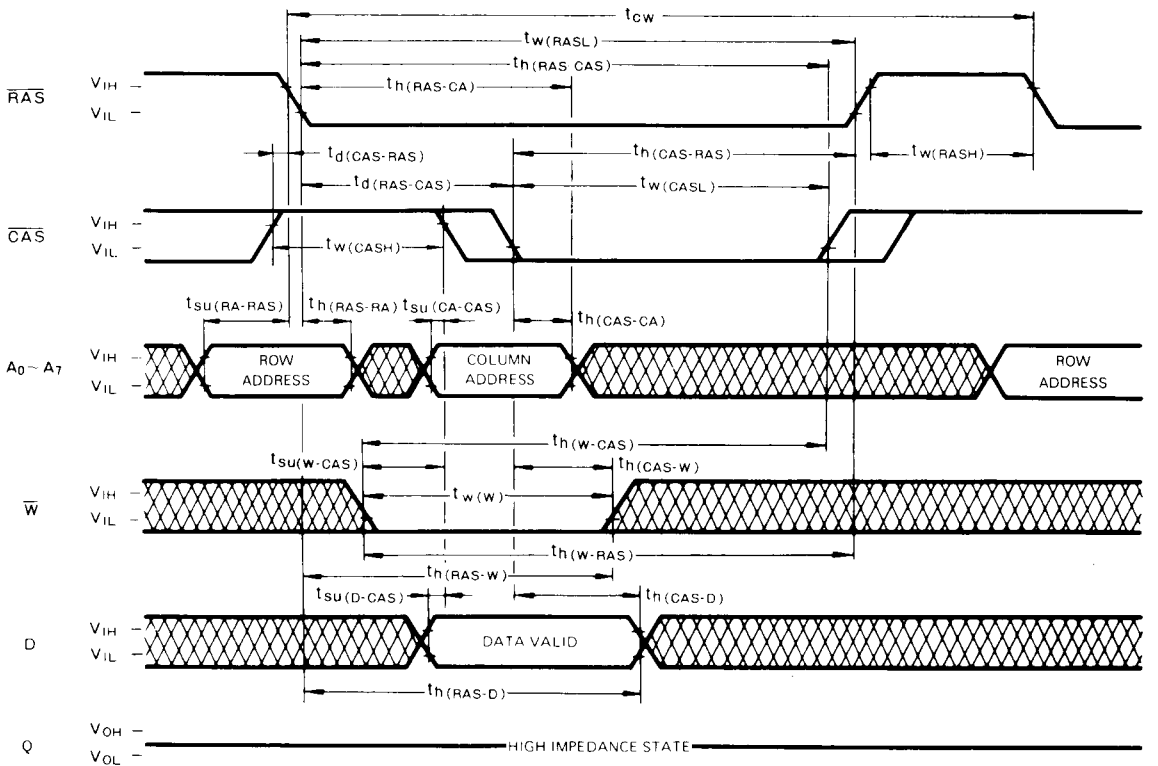 tCW
tW(RASL)
th(RAS-CAS)
th(RAS-CA)
RAS
VIH
VIL
td(CAS-RAS)
th(CAS-RAS)
tW(RASH)
td(RAS-CAS)
tW(CASL)
CAS
VIH
VIL
tW(CASH)
tsu(RA-RAS)
th(RAS-RA)
tsu(CA-CAS)
th(CAS-CA)
A0~A7
VIH
VIL
ROW
ADDRESS
COLUMN
ADDRESS
ROW
ADDRESS
th(W-CAS)
tsu(W-CAS)
th(CAS-W)
W
VIH
VIL
tW(W)
th(W-RAS)
th(RAS-W)
tsu(D-CAS)
th(CAS-D)
D
VIH
VIL
DATA VALID
th(RAS-D)
Q
VOH
VOL
HIGH IMPEDANCE STATE